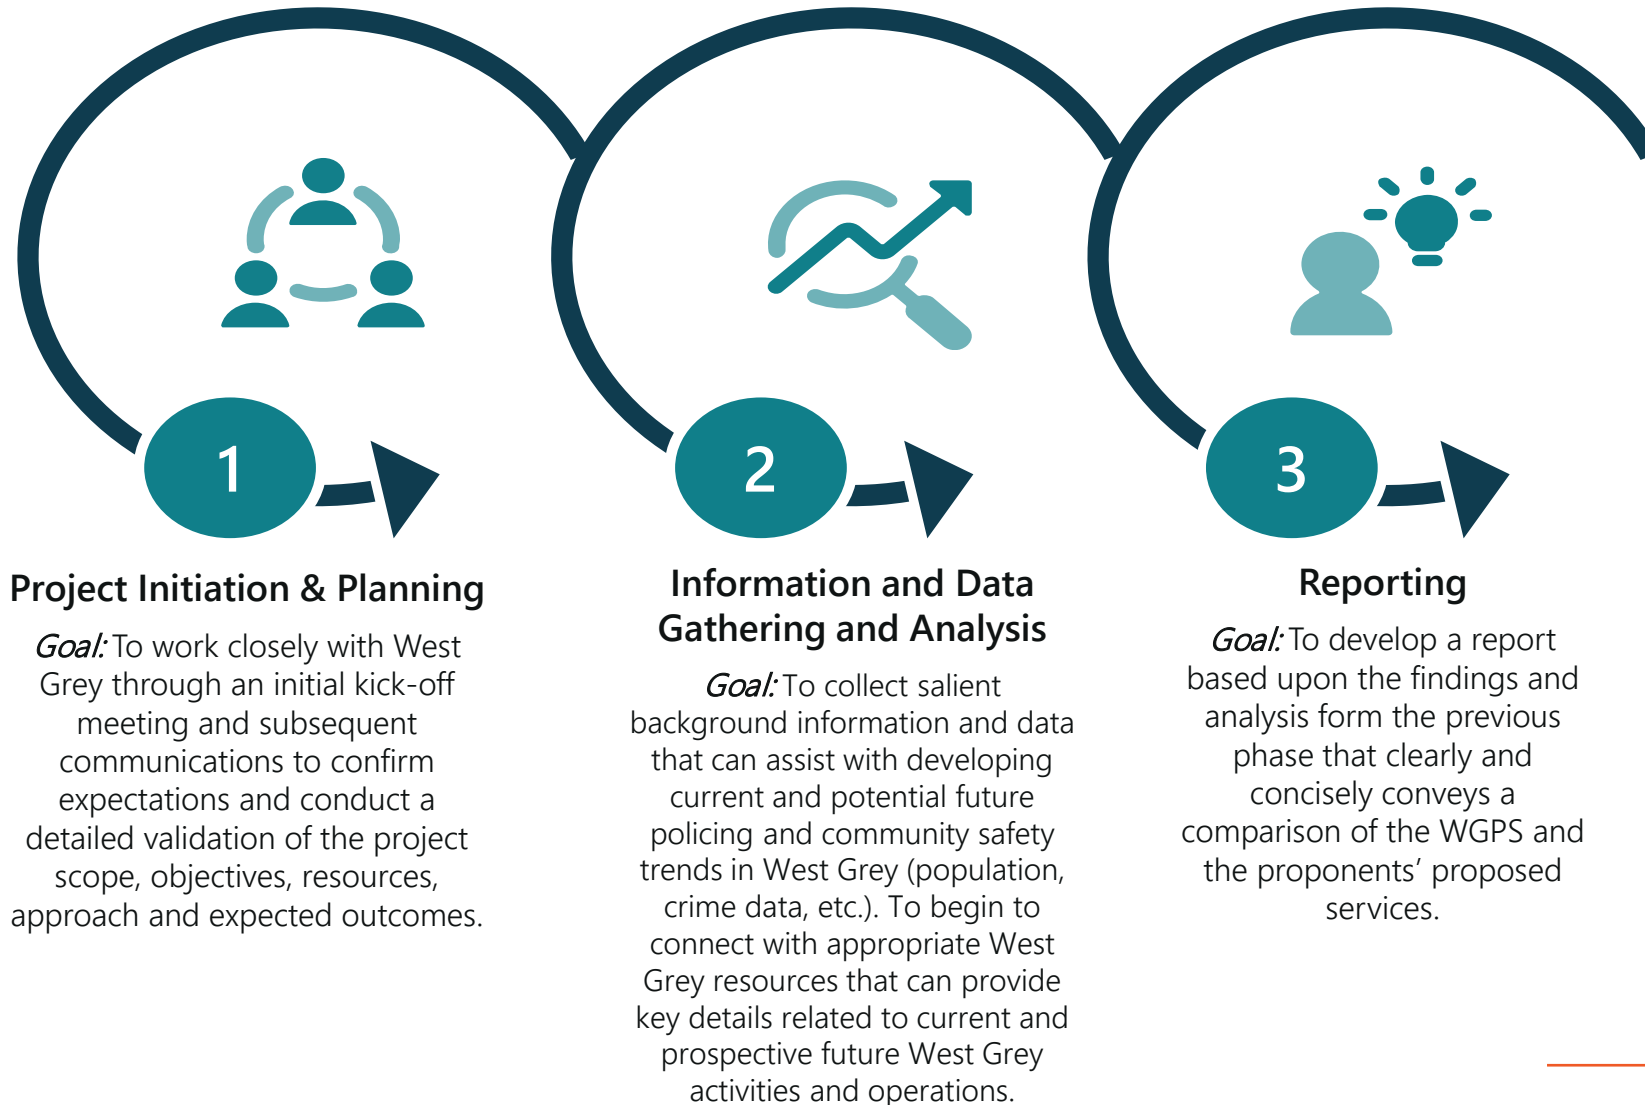 1
Project Initiation & Planning
Goal: To work closely with West
Grey through an initial kick-off
meeting and subsequent
communications to confirm
expectations and conduct a
detailed validation of the project
scope, objectives, resources,
approach and expected outcomes.
2
Information and Data
Gathering and Analysis
Goal: To collect salient
background information and data
that can assist with developing
current and potential future
policing and community safety
trends in West Grey (population,
crime data, etc.). To begin to
connect with appropriate West
Grey resources that can provide
key details related to current and
prospective future West Grey
activities and operations.
3
Reporting
Goal: To develop a report
based upon the findings and
analysis form the previous
phase that clearly and
concisely conveys a
comparison of the WGPS and
the proponents’ proposed
services.